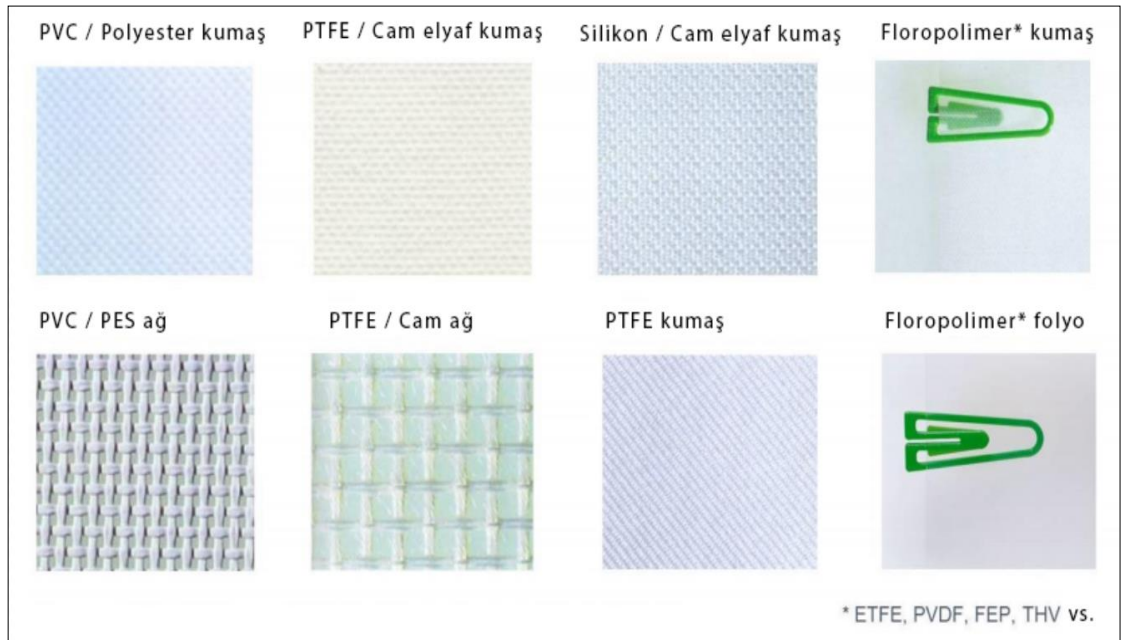 PVC / Polyester kumaş
PTFE / Cam elyaf kumaş
Silikon / Cam elyaf kumaş
Floropolimer* kumaş
PVC / PES ağ
PTFE / Cam ağ
PTFE kumaş
Floropolimer* folyo
* ETFE, PVDF, FEP, THV vs.